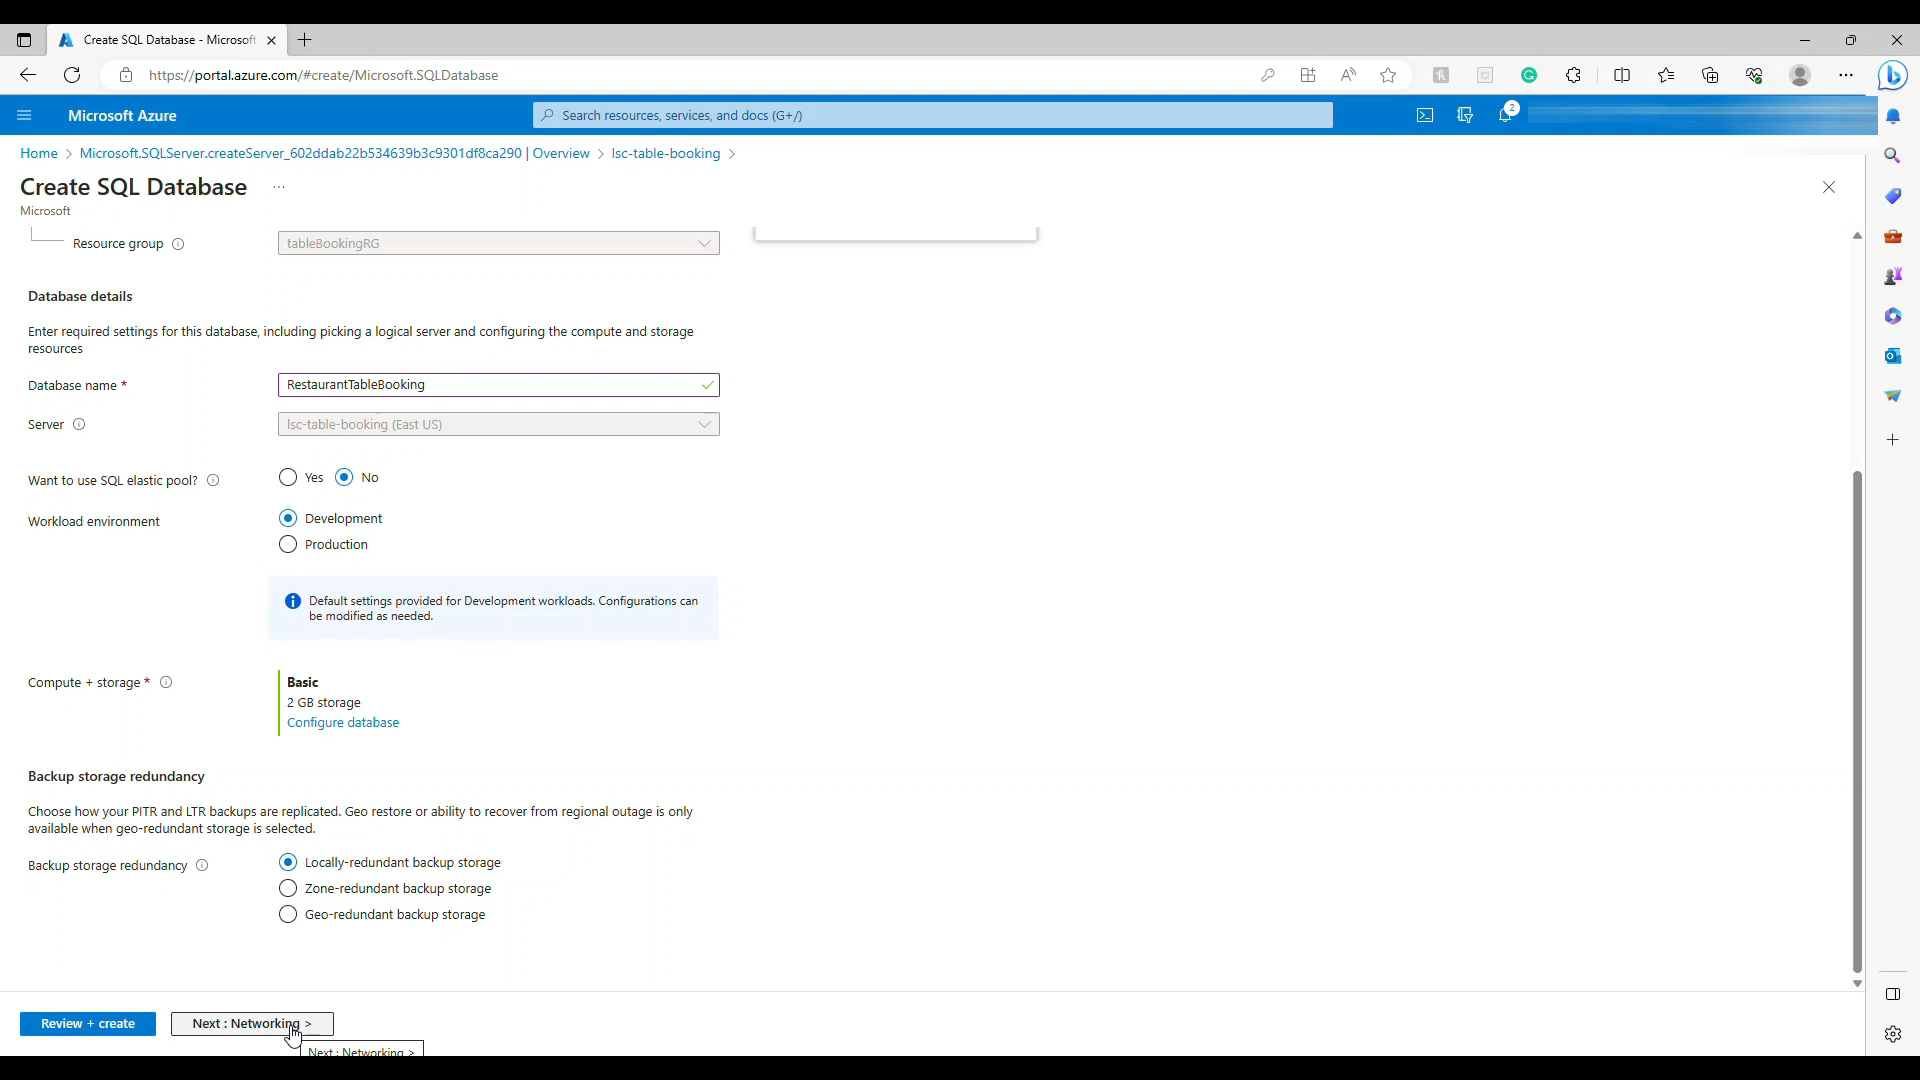 Create SQL Database - Microsoft
https://portal.azure.com/#create/Microsoft.SQLDatabase
Microsoft Azure
Search resources, services, and docs (G+/)
2
Home > Microsoft.SQLServer.createServer_602ddab22b534639b3c9301df8ca290 | Overview > lsc-table-booking >
Create SQL Database ...
Microsoft
Resource group
tableBookingRG
Database details
Enter required settings for this database, including picking a logical server and configuring the compute and storage
resources
Database name *
RestaurantTableBooking
Server
lsc-table-booking (East US)
Want to use SQL elastic pool?
Yes No
Workload environment
Development
Production
Default settings provided for Development workloads. Configurations can
be modified as needed.
Compute + storage *
Basic
2 GB storage
Configure database
Backup storage redundancy
Choose how your PITR and LTR backups are replicated. Geo restore or ability to recover from regional outage is only
available when geo-redundant storage is selected.
Backup storage redundancy
Locally-redundant backup storage
Zone-redundant backup storage
Geo-redundant backup storage
Review + create
Next : Networking >
Next : Networking >